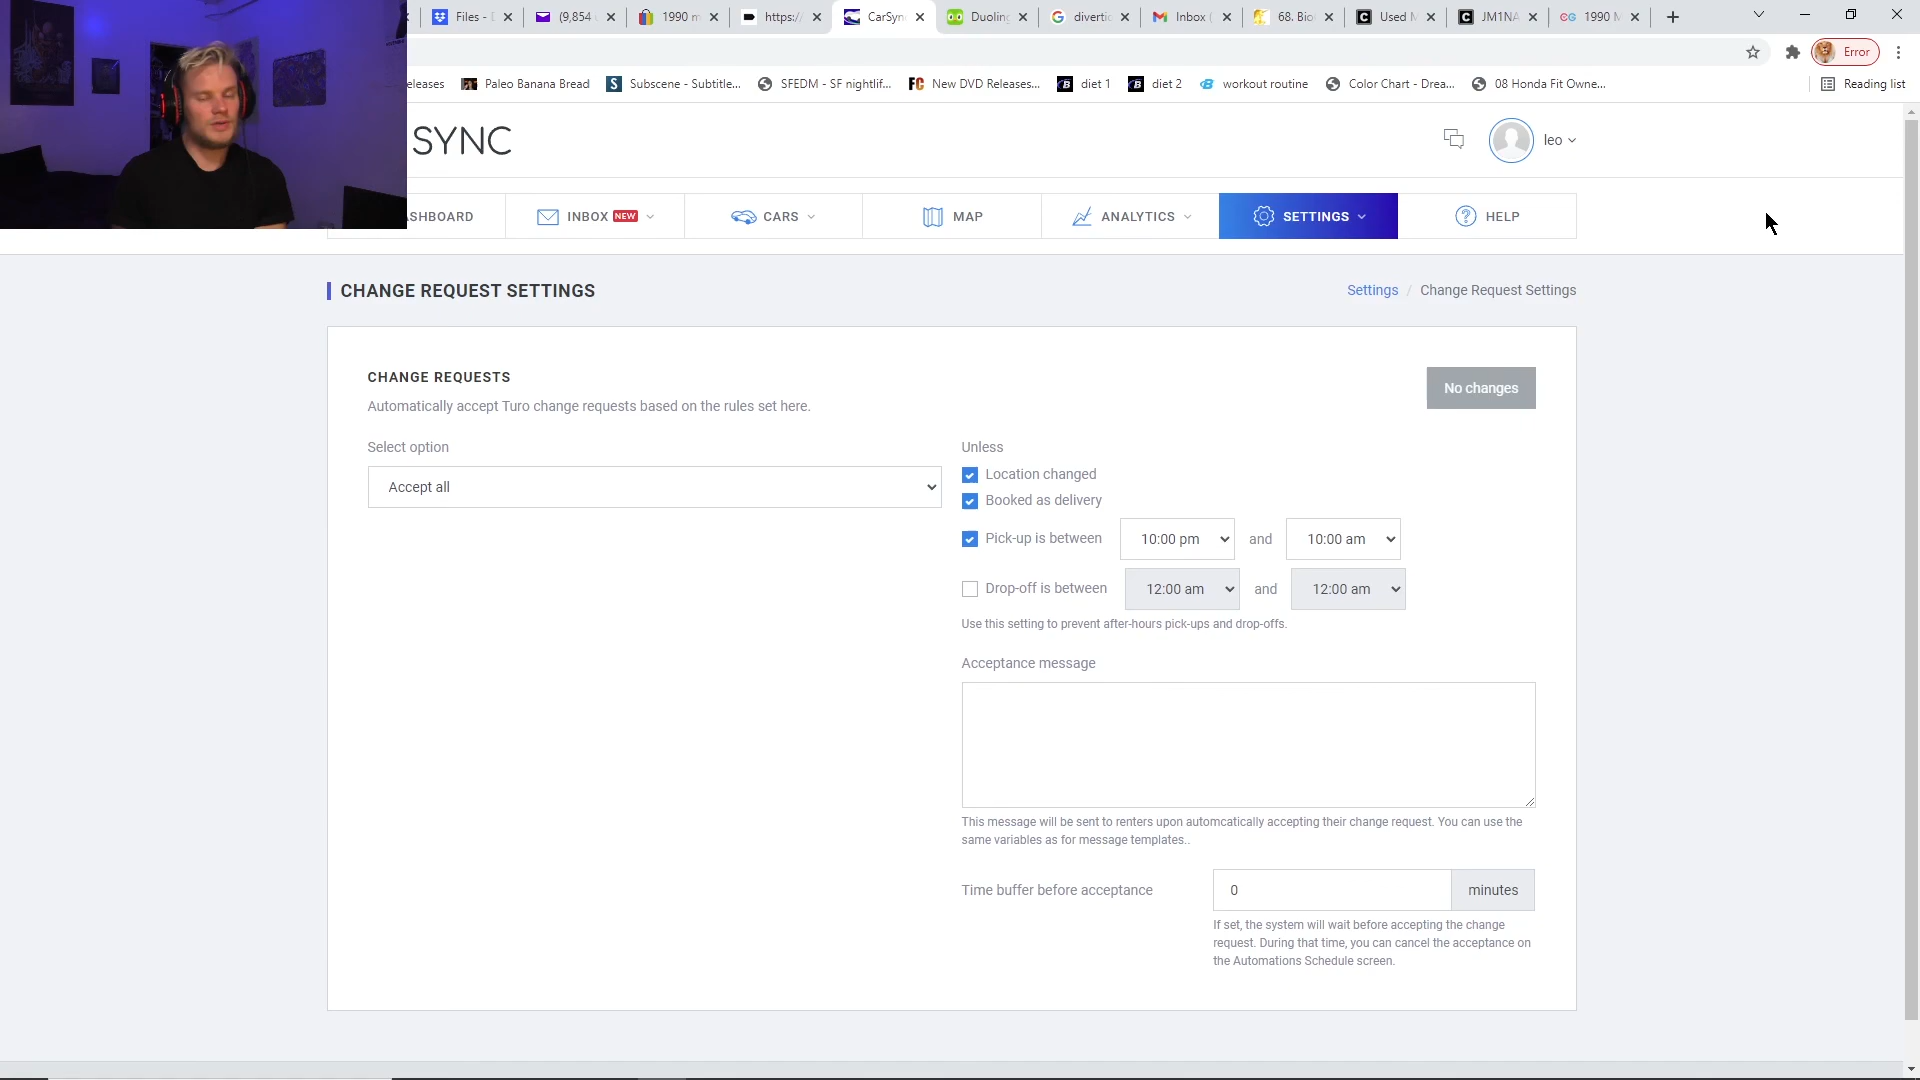 Files - D
(9,854
1990 m
https:/
CarSyn
Duoling
divertic
Inbox (
68. Bio
Used M
JM1NA
1990 M
Error
eleases
Paleo Banana Bread
Subscene - Subtitle...
SFEDM - SF nightlif...
New DVD Releases...
diet 1
diet 2
workout routine
Color Chart - Drea...
08 Honda Fit Owne...
Reading list
SYNC
leo
ASHBOARD
INBOX NEW
CARS
MAP
ANALYTICS
SETTINGS
HELP
CHANGE REQUEST SETTINGS
Settings / Change Request Settings
CHANGE REQUESTS
No changes
Automatically accept Turo change requests based on the rules set here.
Select option
Accept all
Unless
Location changed
Booked as delivery
Pick-up is between 10:00 pm and 10:00 am
Drop-off is between 12:00 am and 12:00 am
Use this setting to prevent after-hours pick-ups and drop-offs.
Acceptance message
This message will be sent to renters upon automcatically accepting their change request. You can use the
same variables as for message templates..
Time buffer before acceptance 0 minutes
If set, the system will wait before accepting the change
request. During that time, you can cancel the acceptance on
the Automations Schedule screen.